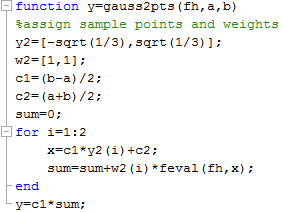 function y=gauss2pts(fh,a,b)
%assign sample points and weights
y2=[-sqrt(1/3),sqrt(1/3)];
w2=[1,1];
c1=(b-a)/2;
c2=(a+b)/2;
sum=0;
for i=1:2
x=c1*y2(i)+c2;
sum=sum+w2(i)*feval(fh,x);
end
y=c1*sum;